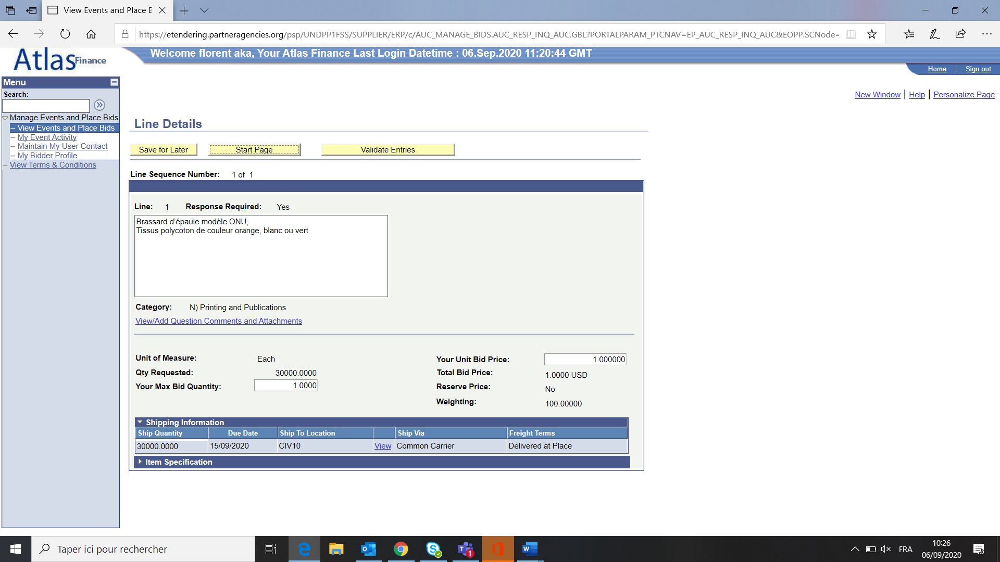 View Events and Place E
https://etendering.partneragencies.org/psp/UNDPP1FSS/SUPPLIER/ERP/c/AUC_MANAGE_BIDS.AUC_RESP_INQ_AUC.GBL?PORTALPARAM_PTCNAV=EP_AUC_RESP_INQ_AUC&EOPP.SCNode=
Atlas Finance
Welcome florent aka, Your Atlas Finance Last Login Datetime : 06.Sep.2020 11:20:44 GMT
Home | Sign out
New Window | Help | Personalize Page
Menu
Search:
Manage Events and Place Bids
– View Events and Place Bids
– My Event Activity
– Maintain My User Contact
– My Bidder Profile
– View Terms & Conditions
Line Details
Save for Later Start Page Validate Entries
Line Sequence Number: 1 of 1
Line: 1 Response Required: Yes
Brassard d'épaule modèle ONU,
Tissus polycoton de couleur orange, blanc ou vert
Category: N) Printing and Publications
View/Add Question Comments and Attachments
Unit of Measure: Each
Qty Requested: 30000.0000
Your Max Bid Quantity: 1.0000
Your Unit Bid Price: 1.000000
Total Bid Price: 1.0000 USD
Reserve Price: No
Weighting: 100.00000
Shipping Information
Ship Quantity Due Date Ship To Location Ship Via Freight Terms
30000.0000 15/09/2020 CIV10 View Common Carrier Delivered at Place
Item Specification
Taper ici pour rechercher
1
FRA
10:26
06/09/2020